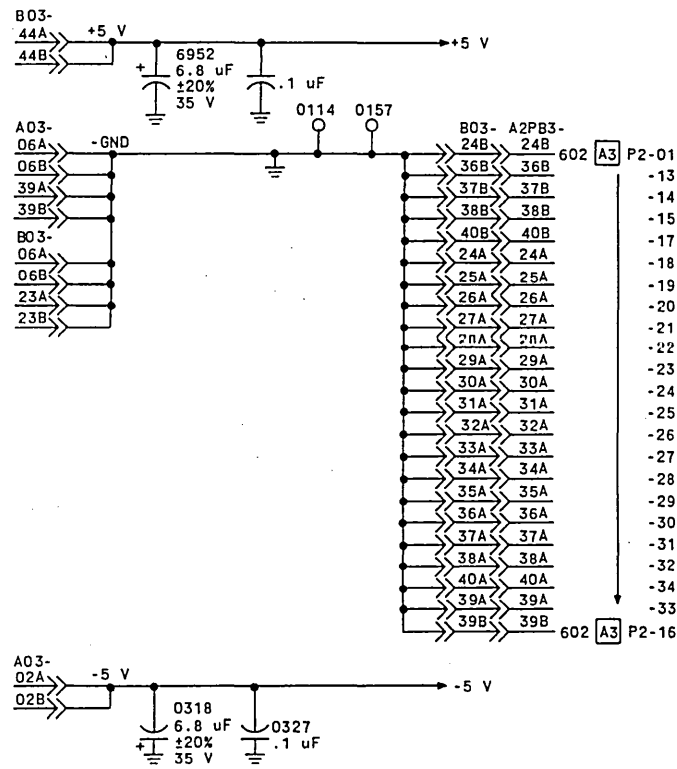 B03-
44A +5 V +5 V
44B
6952
+ 6.8 uF .1 uF
±20%
35 V
0114 0157
A03- B03- A2PB3-
06A -GND 24B 24B 602 A3 P2-01
06B 36B 36B -13
39A 37B 37B -14
39B 38B 38B -15
B03- 40B 40B -17
06A 24A 24A -18
06B 25A 25A -19
23A 26A 26A -20
23B 27A 27A -21
-22
29A 29A -23
30A 30A -24
31A 31A -25
32A 32A -26
33A 33A -27
34A 34A -28
35A 35A -29
36A 36A -30
37A 37A -31
38A 38A -32
40A 40A -34
39A 39A -33
39B 39B 602 A3 P2-16
A03-
02A -5 V -5 V
02B
0318
6.8 uF 0327
+ ±20% .1 uF
35 V